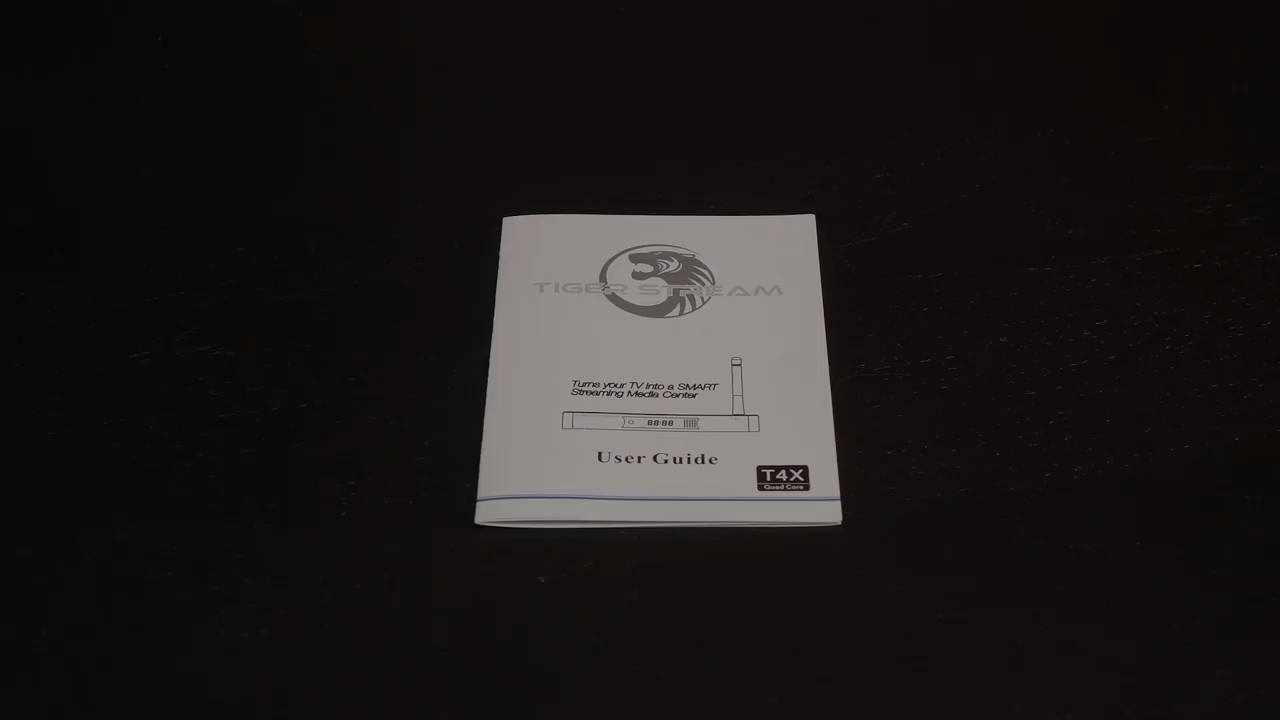 TIGER STREAM
Turns your TV into a SMART
Streaming Media Center
88:88
User Guide
T4X
Quad Core